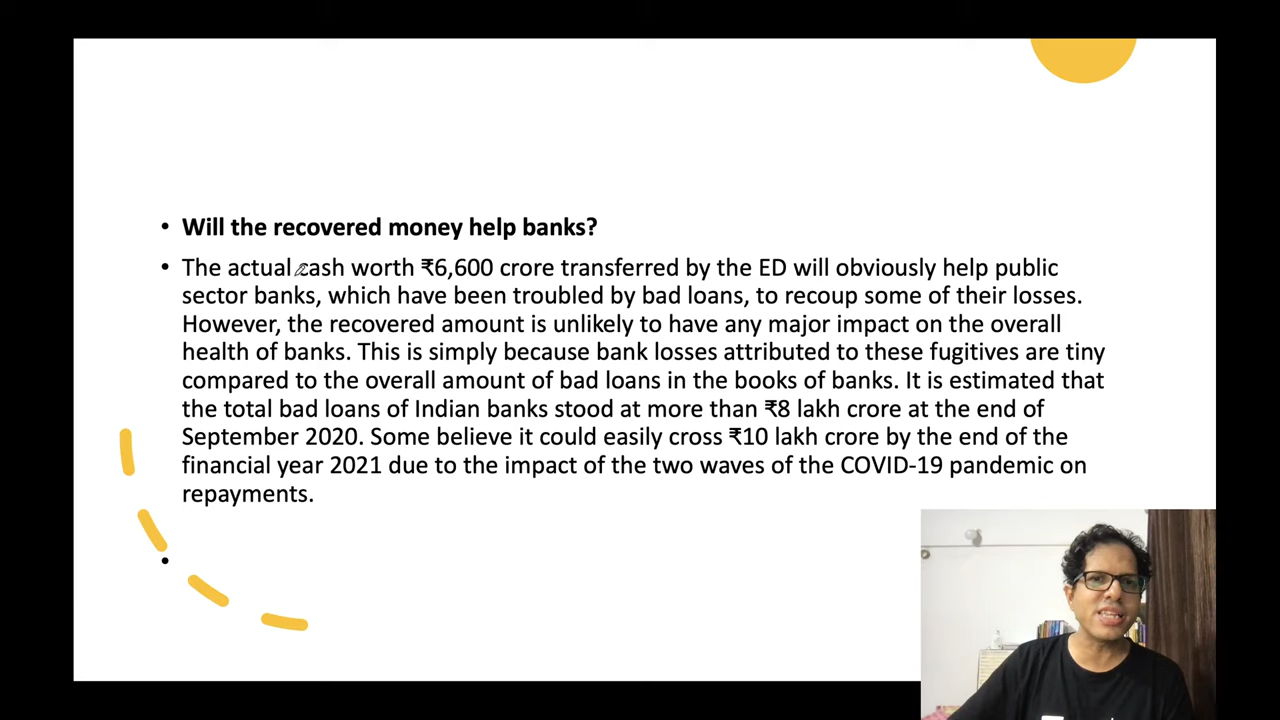 • Will the recovered money help banks?
• The actual cash worth ₹6,600 crore transferred by the ED will obviously help public
sector banks, which have been troubled by bad loans, to recoup some of their losses.
However, the recovered amount is unlikely to have any major impact on the overall
health of banks. This is simply because bank losses attributed to these fugitives are tiny
compared to the overall amount of bad loans in the books of banks. It is estimated that
the total bad loans of Indian banks stood at more than ₹8 lakh crore at the end of
September 2020. Some believe it could easily cross ₹10 lakh crore by the end of the
financial year 2021 due to the impact of the two waves of the COVID-19 pandemic on
repayments.
•